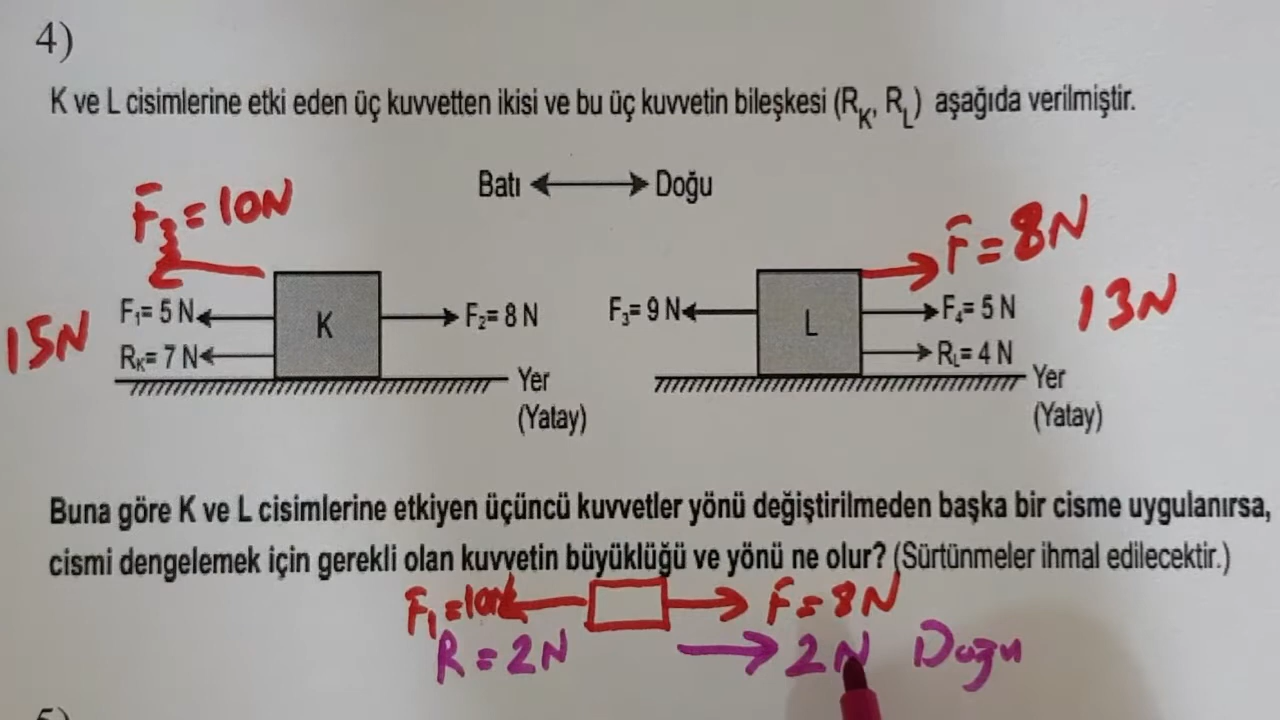 4)
K ve L cisimlerine etki eden üç kuvvetten ikisi ve bu üç kuvvetin bileşkesi (R_K, R_L) aşağıda verilmiştir.
Batı Doğu
F₃=10N
F=8N
F₁= 5 N K F₂= 8 N
F₃= 9 N L F₄= 5 N
15N 13N
R_K= 7 N R_L= 4 N
Yer Yer
(Yatay) (Yatay)
Buna göre K ve L cisimlerine etkiyen üçüncü kuvvetler yönü değiştirilmeden başka bir cisme uygulanırsa,
cismi dengelemek için gerekli olan kuvvetin büyüklüğü ve yönü ne olur? (Sürtünmeler ihmal edilecektir.)
F₁=10N F=8N
R=2N 2N Doğu